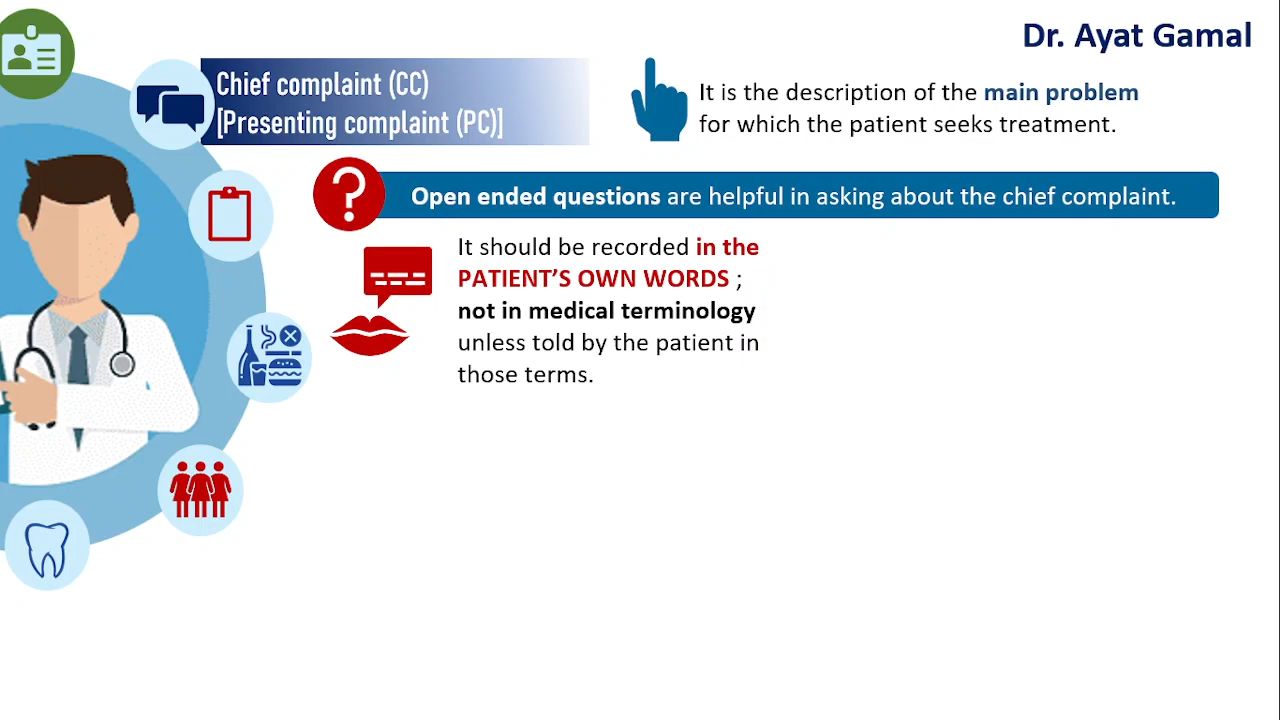 Dr. Ayat Gamal
Chief complaint (CC)
[Presenting complaint (PC)]
It is the description of the main problem
for which the patient seeks treatment.
Open ended questions are helpful in asking about the chief complaint.
It should be recorded in the
PATIENT’S OWN WORDS ;
not in medical terminology
unless told by the patient in
those terms.